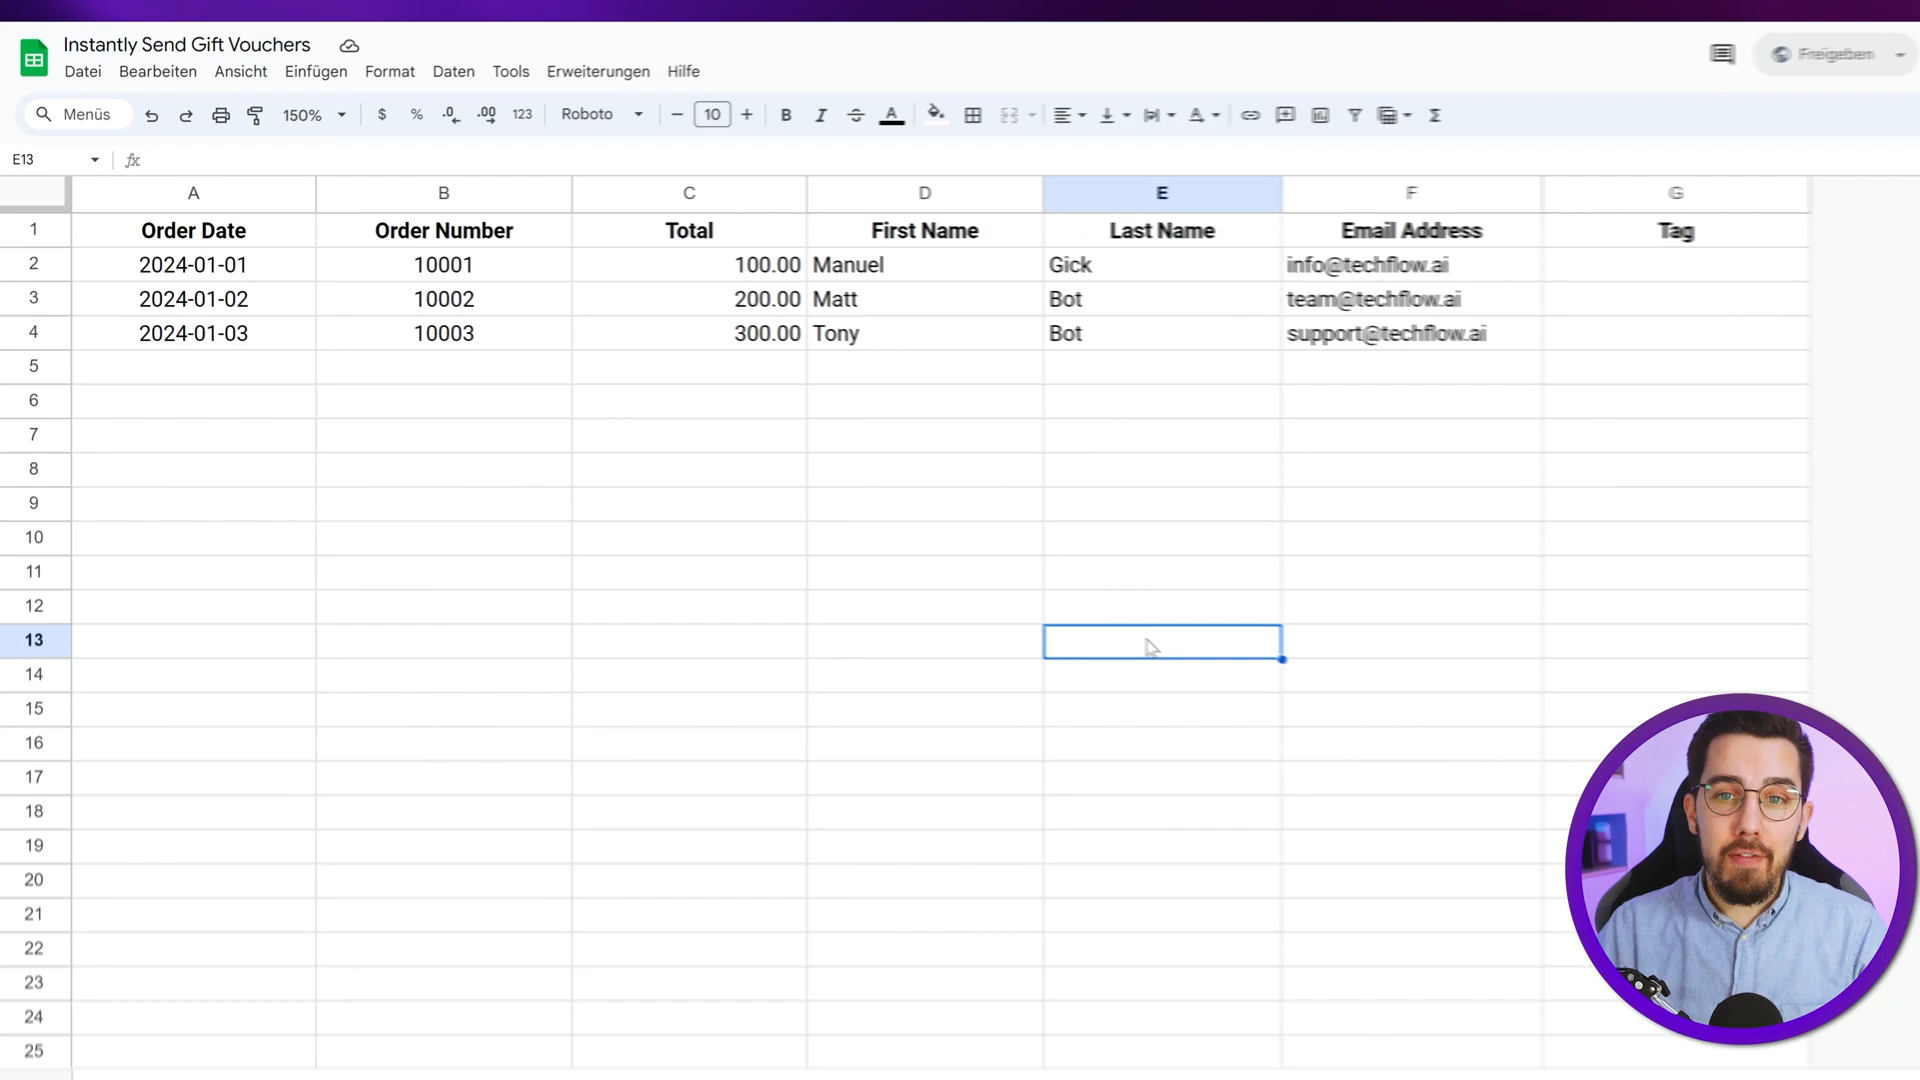 Instantly Send Gift Vouchers
Datei Bearbeiten Ansicht Einfügen Format Daten Tools Erweiterungen Hilfe
Freigeben
Menüs 150% $ % .0 .00 123 Roboto − 10 + B I S A Σ
E13 fx
A B C D E F G
1 Order Date Order Number Total First Name Last Name Email Address Tag
2 2024-01-01 10001 100.00 Manuel Gick info@techflow.ai
3 2024-01-02 10002 200.00 Matt Bot team@techflow.ai
4 2024-01-03 10003 300.00 Tony Bot support@techflow.ai
5
6
7
8
9
10
11
12
13
14
15
16
17
18
19
20
21
22
23
24
25